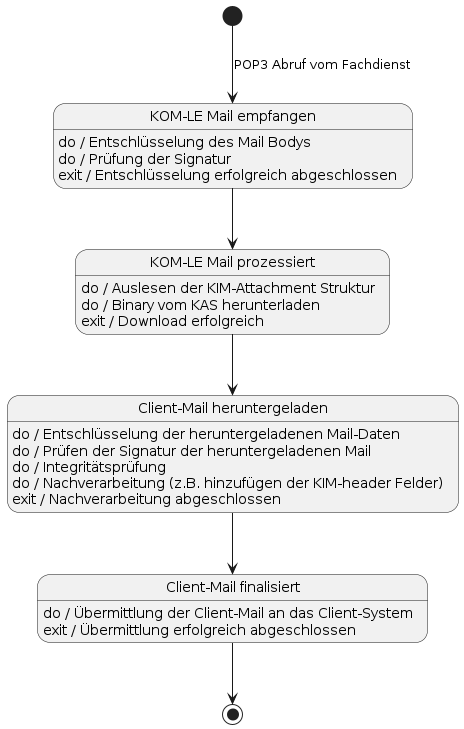 POP3 Abruf vom Fachdienst
KOM-LE Mail empfangen
do / Entschlüsselung des Mail Bodys
do / Prüfung der Signatur
exit / Entschlüsselung erfolgreich abgeschlossen
KOM-LE Mail prozessiert
do / Auslesen der KIM-Attachment Struktur
do / Binary vom KAS herunterladen
exit / Download erfolgreich
Client-Mail heruntergeladen
do / Entschlüsselung der heruntergeladenen Mail-Daten
do / Prüfen der Signatur der heruntergeladenen Mail
do / Integritätsprüfung
do / Nachverarbeitung (z.B. hinzufügen der KIM-header Felder)
exit / Nachverarbeitung abgeschlossen
Client-Mail finalisiert
do / Übermittlung der Client-Mail an das Client-System
exit / Übermittlung erfolgreich abgeschlossen